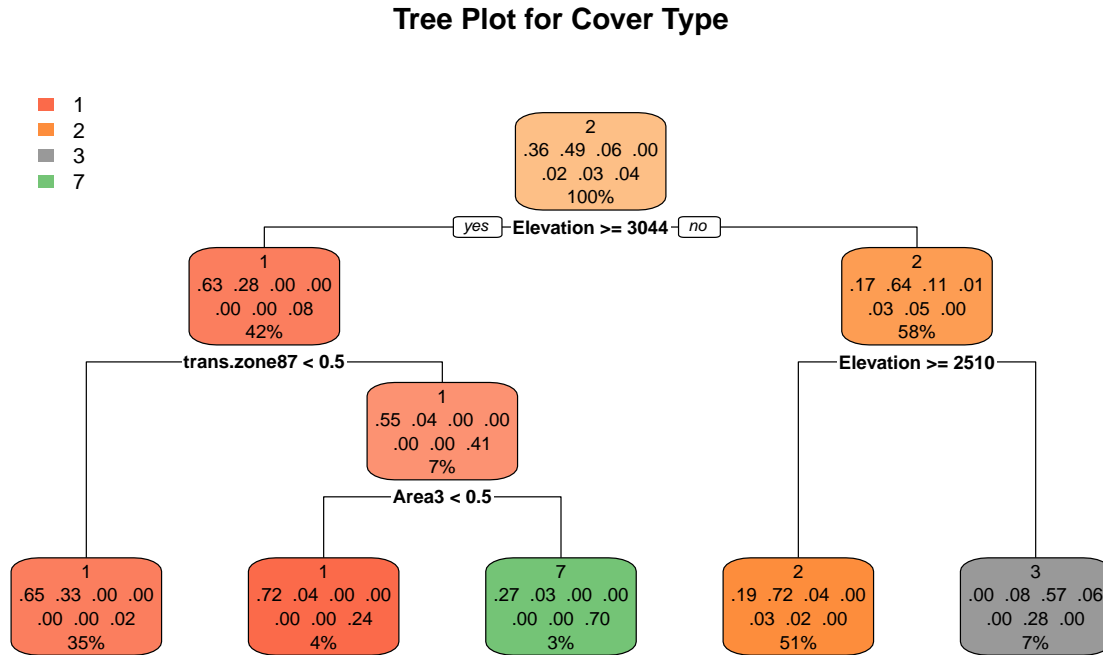 Tree Plot for Cover Type
1
2
3
7
2
.36 .49 .06 .00
.02 .03 .04
100%
yes Elevation >= 3044 no
1
.63 .28 .00 .00
.00 .00 .08
42%
2
.17 .64 .11 .01
.03 .05 .00
58%
trans.zone87 < 0.5
Elevation >= 2510
1
.55 .04 .00 .00
.00 .00 .41
7%
Area3 < 0.5
1
.65 .33 .00 .00
.00 .00 .02
35%
1
.72 .04 .00 .00
.00 .00 .24
4%
7
.27 .03 .00 .00
.00 .00 .70
3%
2
.19 .72 .04 .00
.03 .02 .00
51%
3
.00 .08 .57 .06
.00 .28 .00
7%